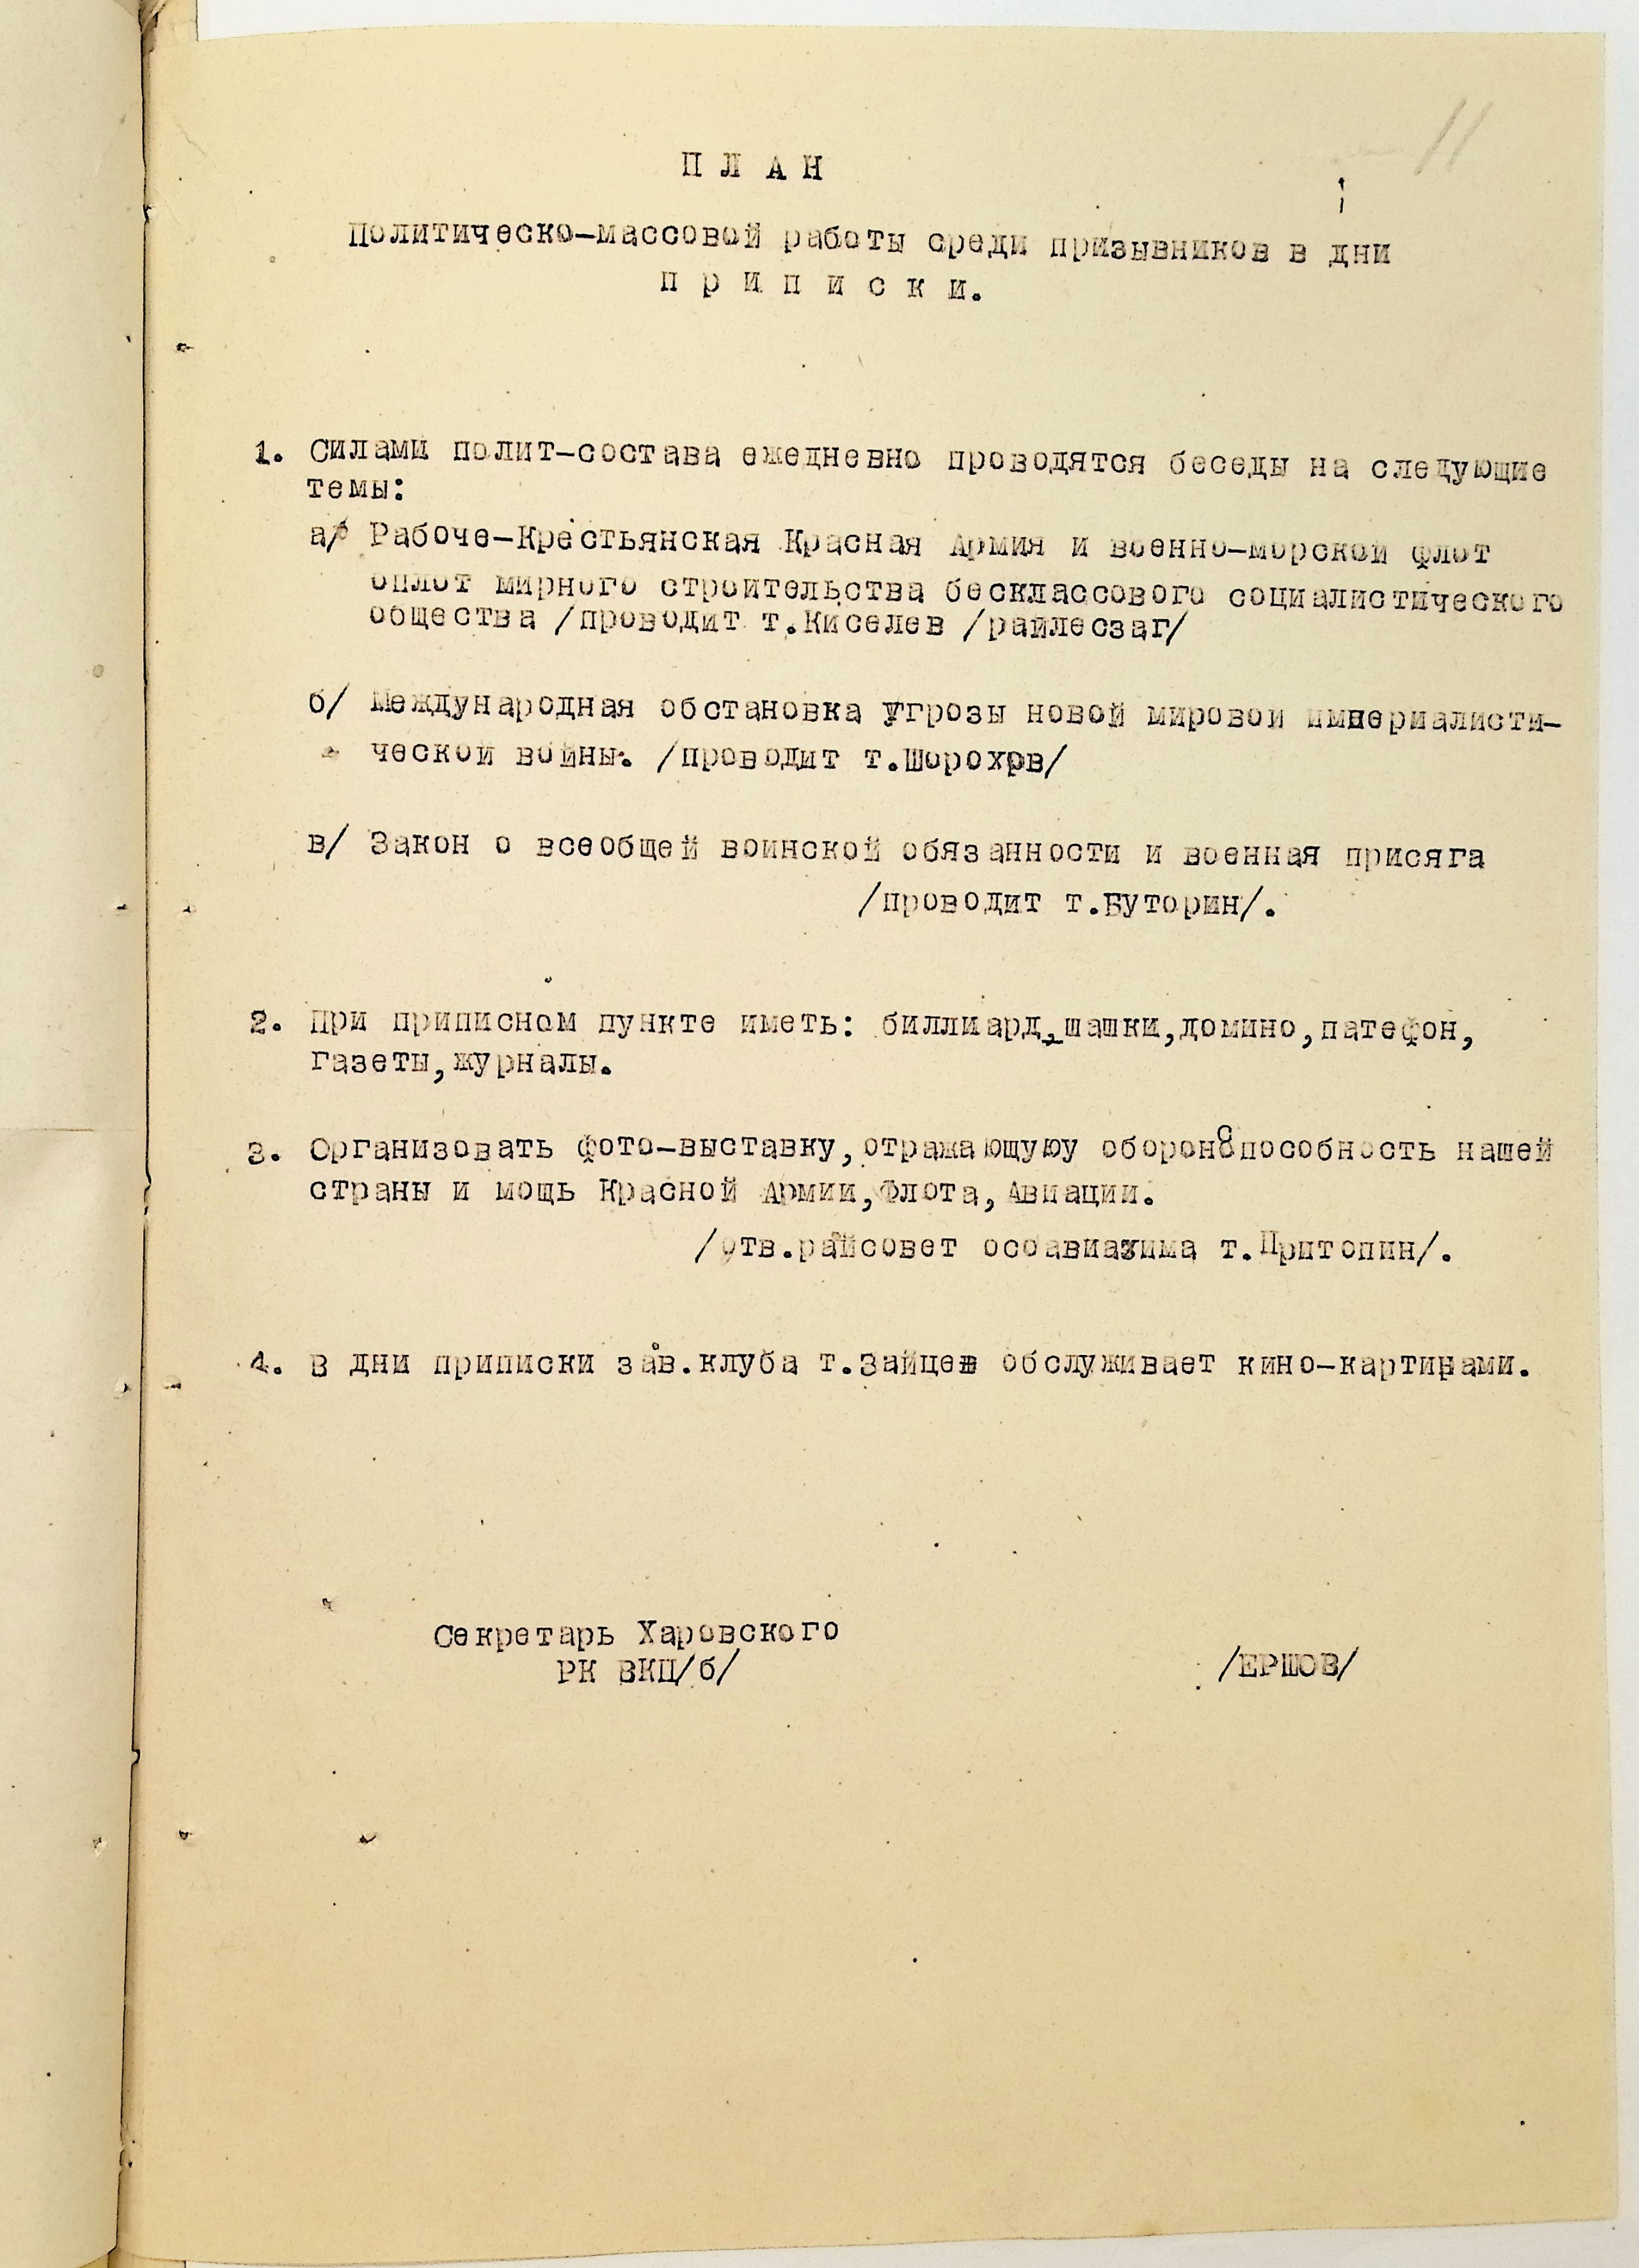 11
П Л А Н
Политическо-массовой работы среди призывников в дни
п р и п и с к и.
1. Силами полит-состава ежедневно проводятся беседы на следующие
темы:
а/ Рабоче-Крестьянская Красная Армия и военно-морской флот
оплот мирного строительства бесклассового социалистического
общества /проводит т.Киселев /райлесзаг/
б/ Международная обстановка угрозы новой мировой империалисти-
ческой войны. /проводит т.Шорохов/
в/ Закон о всеобщей воинской обязанности и военная присяга
/проводит т.Буторин/.
2. При приписном пункте иметь: биллиард,шашки,домино,патефон,
газеты,журналы.
3. Организовать фото-выставку,отражающуюу обороноспособность нашей
страны и мощь Красной Армии,Флота,Авиации.
/отв.райсовет осоавиахима т.Притопин/.
4. В дни приписки зав.клуба т.Зайцев обслуживает кино-картинами.
Секретарь Харовского
РК ВКП/б/ /ЕРШОВ/